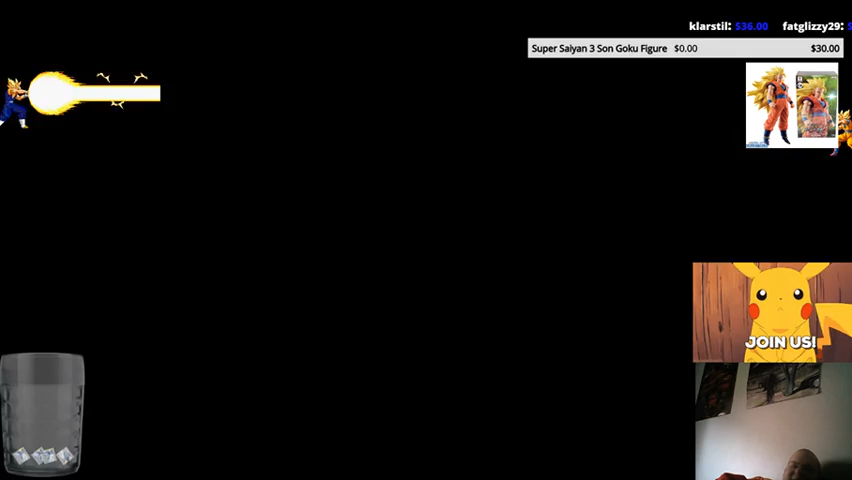 klarstil: $36.00 fatglizzy29: $
Super Saiyan 3 Son Goku Figure $0.00 $30.00
JOIN US!